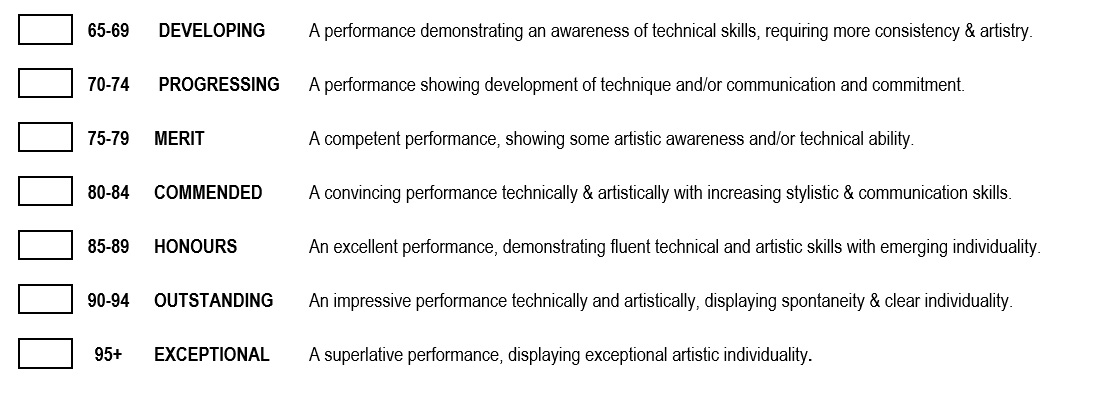 65-69 DEVELOPING A performance demonstrating an awareness of technical skills, requiring more consistency & artistry.
70-74 PROGRESSING A performance showing development of technique and/or communication and commitment.
75-79 MERIT A competent performance, showing some artistic awareness and/or technical ability.
80-84 COMMENDED A convincing performance technically & artistically with increasing stylistic & communication skills.
85-89 HONOURS An excellent performance, demonstrating fluent technical and artistic skills with emerging individuality.
90-94 OUTSTANDING An impressive performance technically and artistically, displaying spontaneity & clear individuality.
95+ EXCEPTIONAL A superlative performance, displaying exceptional artistic individuality.